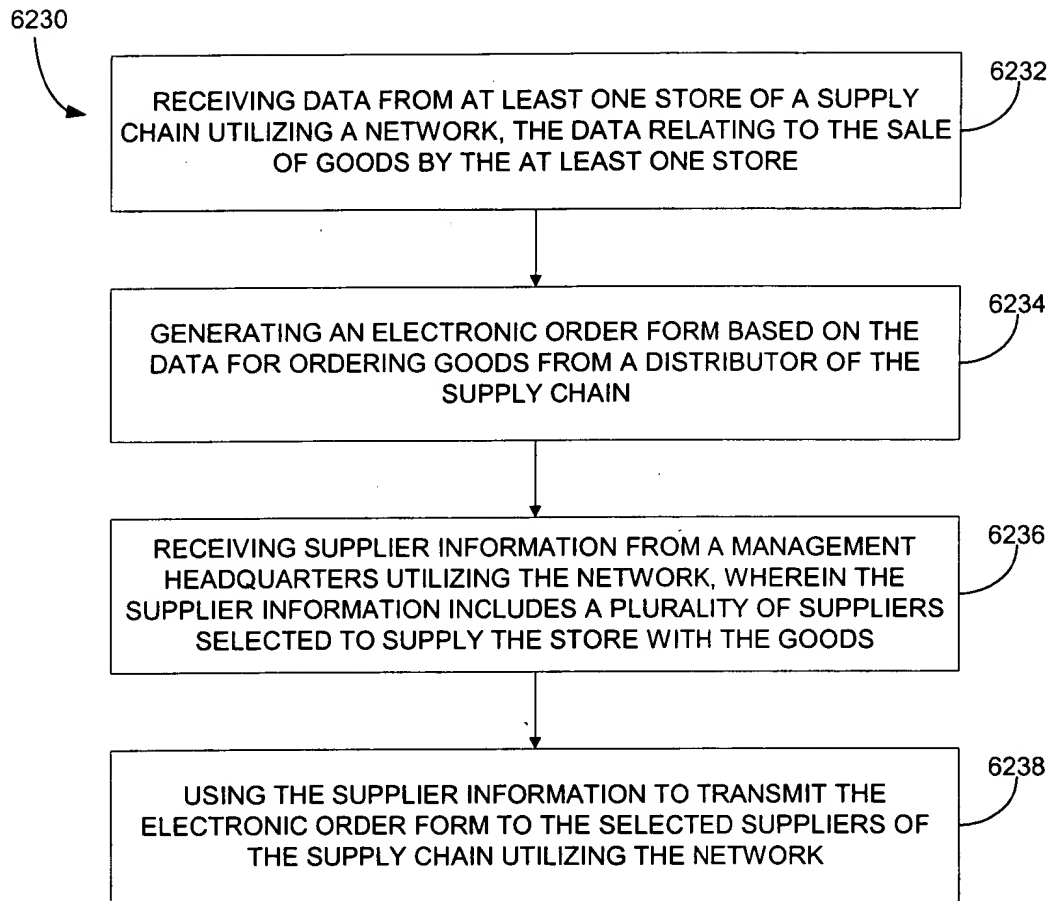 6230
6232
RECEIVING DATA FROM AT LEAST ONE STORE OF A SUPPLY
CHAIN UTILIZING A NETWORK, THE DATA RELATING TO THE SALE
OF GOODS BY THE AT LEAST ONE STORE
6234
GENERATING AN ELECTRONIC ORDER FORM BASED ON THE
DATA FOR ORDERING GOODS FROM A DISTRIBUTOR OF THE
SUPPLY CHAIN
6236
RECEIVING SUPPLIER INFORMATION FROM A MANAGEMENT
HEADQUARTERS UTILIZING THE NETWORK, WHEREIN THE
SUPPLIER INFORMATION INCLUDES A PLURALITY OF SUPPLIERS
SELECTED TO SUPPLY THE STORE WITH THE GOODS
6238
USING THE SUPPLIER INFORMATION TO TRANSMIT THE
ELECTRONIC ORDER FORM TO THE SELECTED SUPPLIERS OF
THE SUPPLY CHAIN UTILIZING THE NETWORK